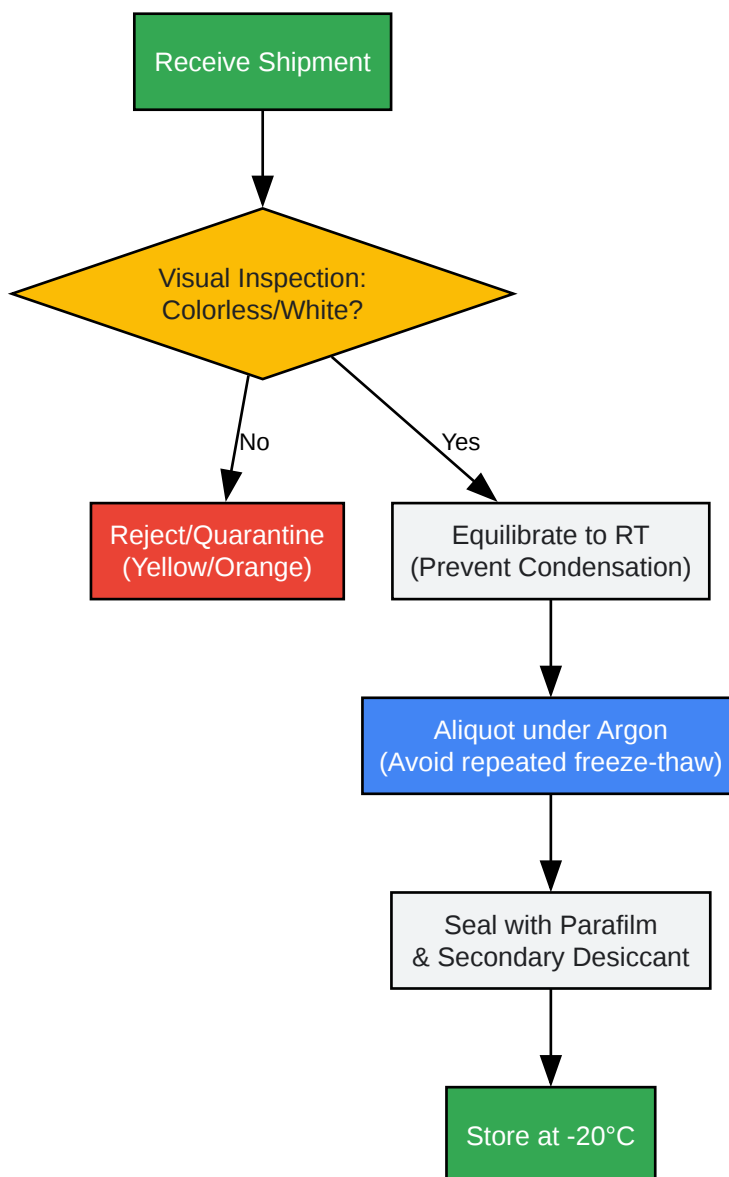 Receive Shipment
Visual Inspection:
Colorless/White?
No
Yes
Reject/Quarantine
(Yellow/Orange)
Equilibrate to RT
(Prevent Condensation)
Aliquot under Argon
(Avoid repeated freeze-thaw)
Seal with Parafilm
& Secondary Desiccant
Store at -20°C